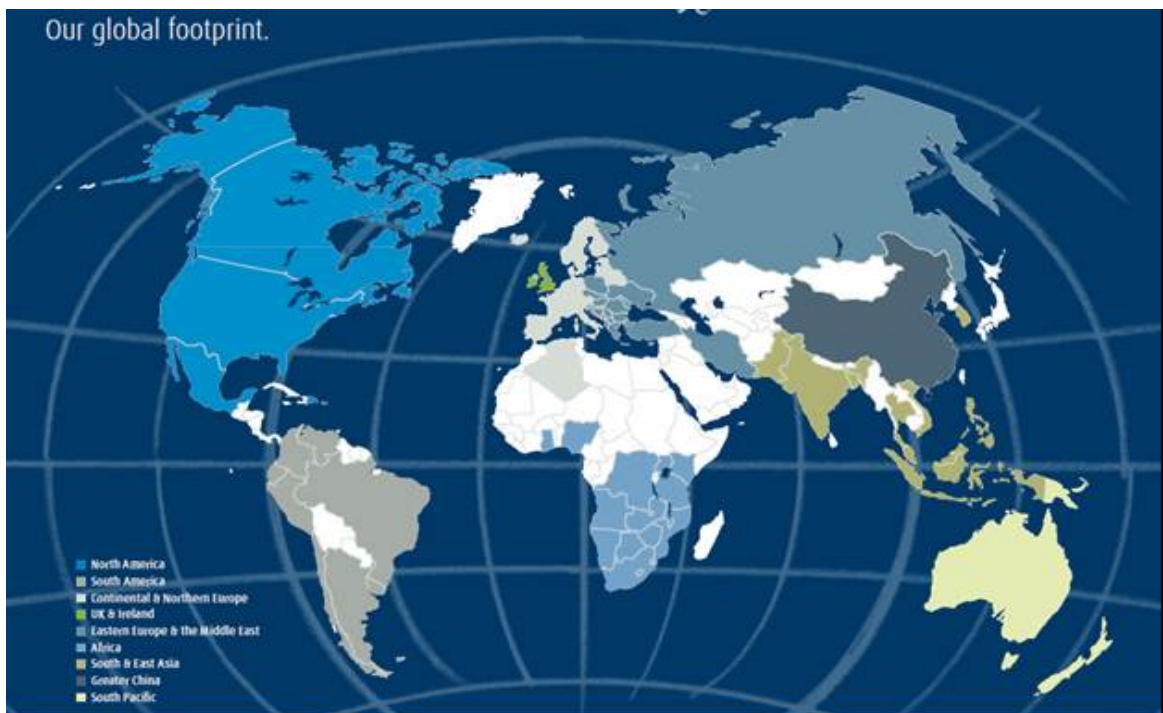 Our global footprint.
North America
South America
Continental & Northern Europe
UK & Ireland
Eastern Europe & the Middle East
Africa
South & East Asia
Greater China
South Pacific